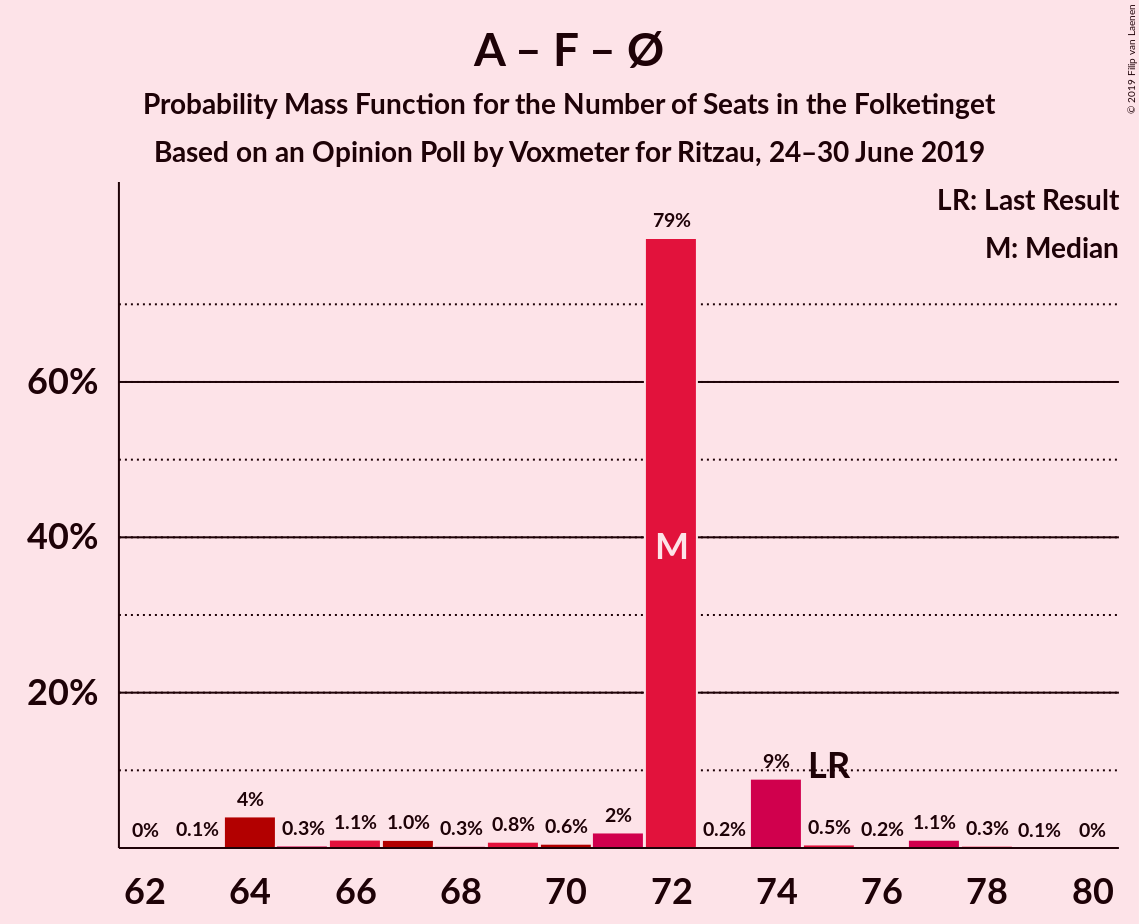 A – F – Ø
Probability Mass Function for the Number of Seats in the Folketinget
Based on an Opinion Poll by Voxmeter for Ritzau, 24–30 June 2019
© 2019 Filip van Laenen
LR: Last Result
M: Median
60%
40%
20%
0%
0.1%
4%
0.3%
1.1%
1.0%
0.3%
0.8%
0.6%
2%
79%
M
0.2%
9%
LR
0.5%
0.2%
1.1%
0.3%
0.1%
0%
62 64 66 68 70 72 74 76 78 80